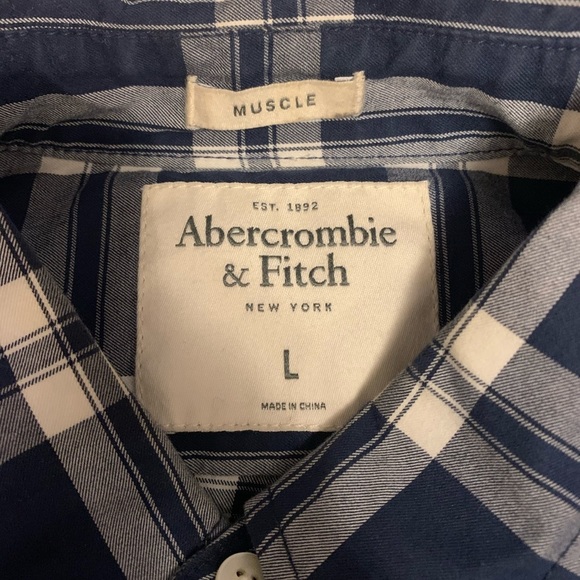 MUSCLE
EST. 1892
Abercrombie
& Fitch
NEW YORK
L
MADE IN CHINA